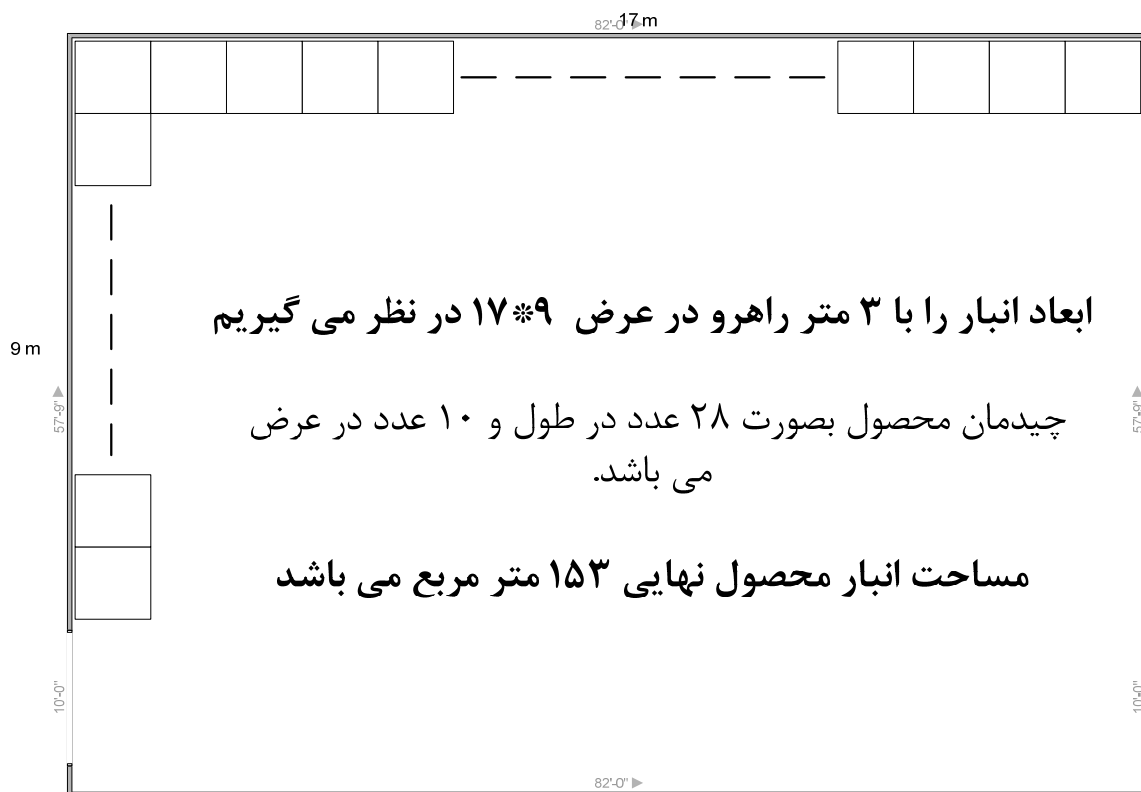 82'-0"
17 m
ابعاد انبار را با ۳ متر راهرو در عرض ۹*۱۷ در نظر می گیریم
9 m
57'-9"
57'-9"
چیدمان محصول بصورت ۲۸ عدد در طول و ۱۰ عدد در عرض
می باشد.
مساحت انبار محصول نهایی ۱۵۳ متر مربع می باشد
10'-0"
10'-0"
82'-0"